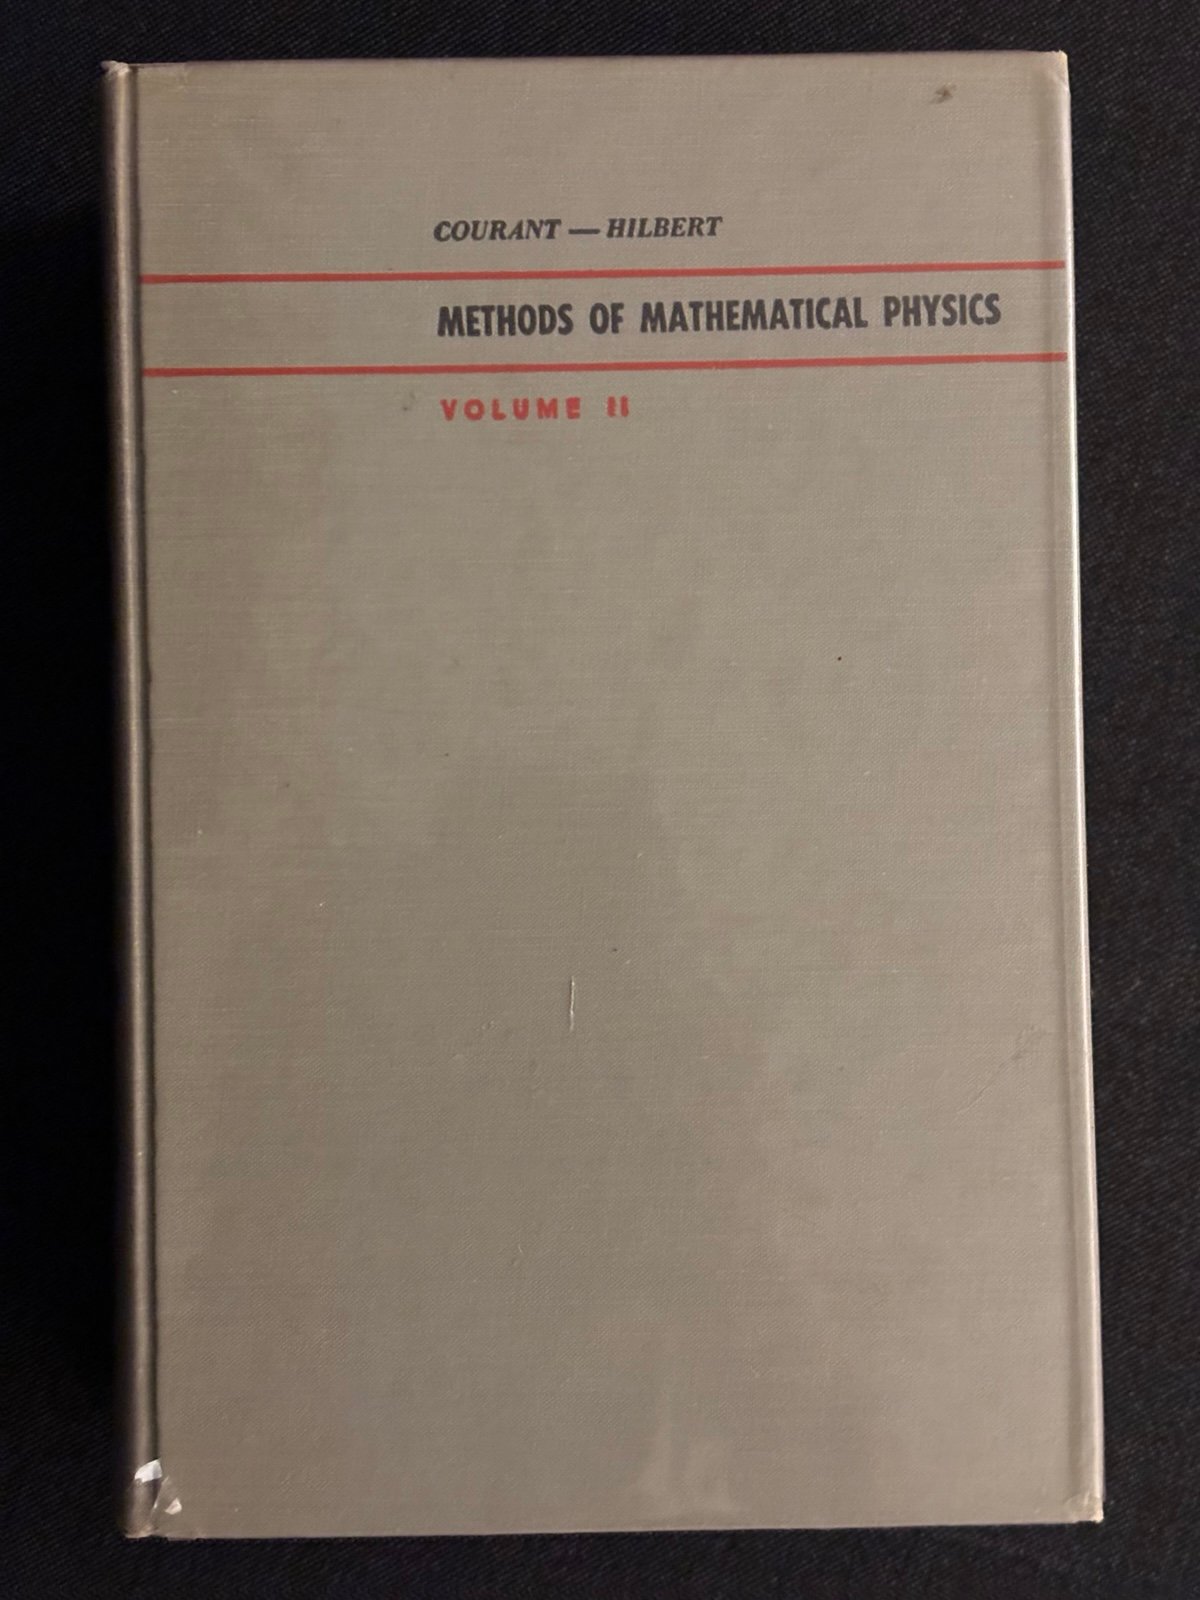 COURANT — HILBERT
METHODS OF MATHEMATICAL PHYSICS
VOLUME II